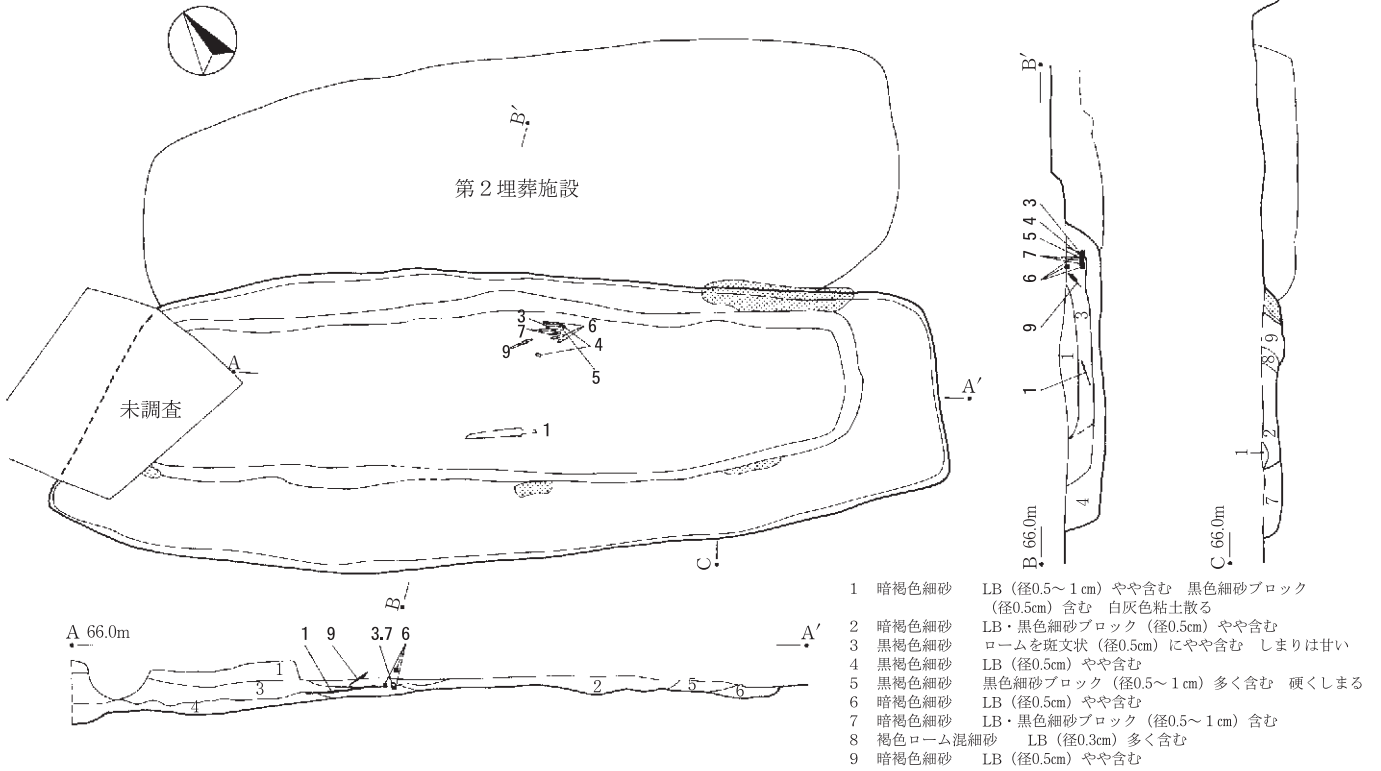 B′
第２埋葬施設
3
7
9
6
4
5
A
A′
未調査
1
C
B
A 66.0m
A′
1 9 3.7 6
1
3
4
2
5
6
B′
3
4
5
7
6
9
1
3
1
4
B 66.0m
9
7
8
2
1
7
C 66.0m
1 暗褐色細砂 LB（径0.5～１㎝）やや含む 黒色細砂ブロック
（径0.5㎝）含む 白灰色粘土散る
2 暗褐色細砂 LB・黒色細砂ブロック（径0.5㎝）やや含む
3 黒褐色細砂 ロームを斑文状（径0.5㎝）にやや含む しまりは甘い
4 黒褐色細砂 LB（径0.5㎝）やや含む
5 黒褐色細砂 黒色細砂ブロック（径0.5～１㎝）多く含む 硬くしまる
6 暗褐色細砂 LB（径0.5㎝）やや含む
7 暗褐色細砂 LB・黒色細砂ブロック（径0.5～１㎝）含む
8 褐色ローム混細砂 LB（径0.3㎝）多く含む
9 暗褐色細砂 LB（径0.5㎝）やや含む